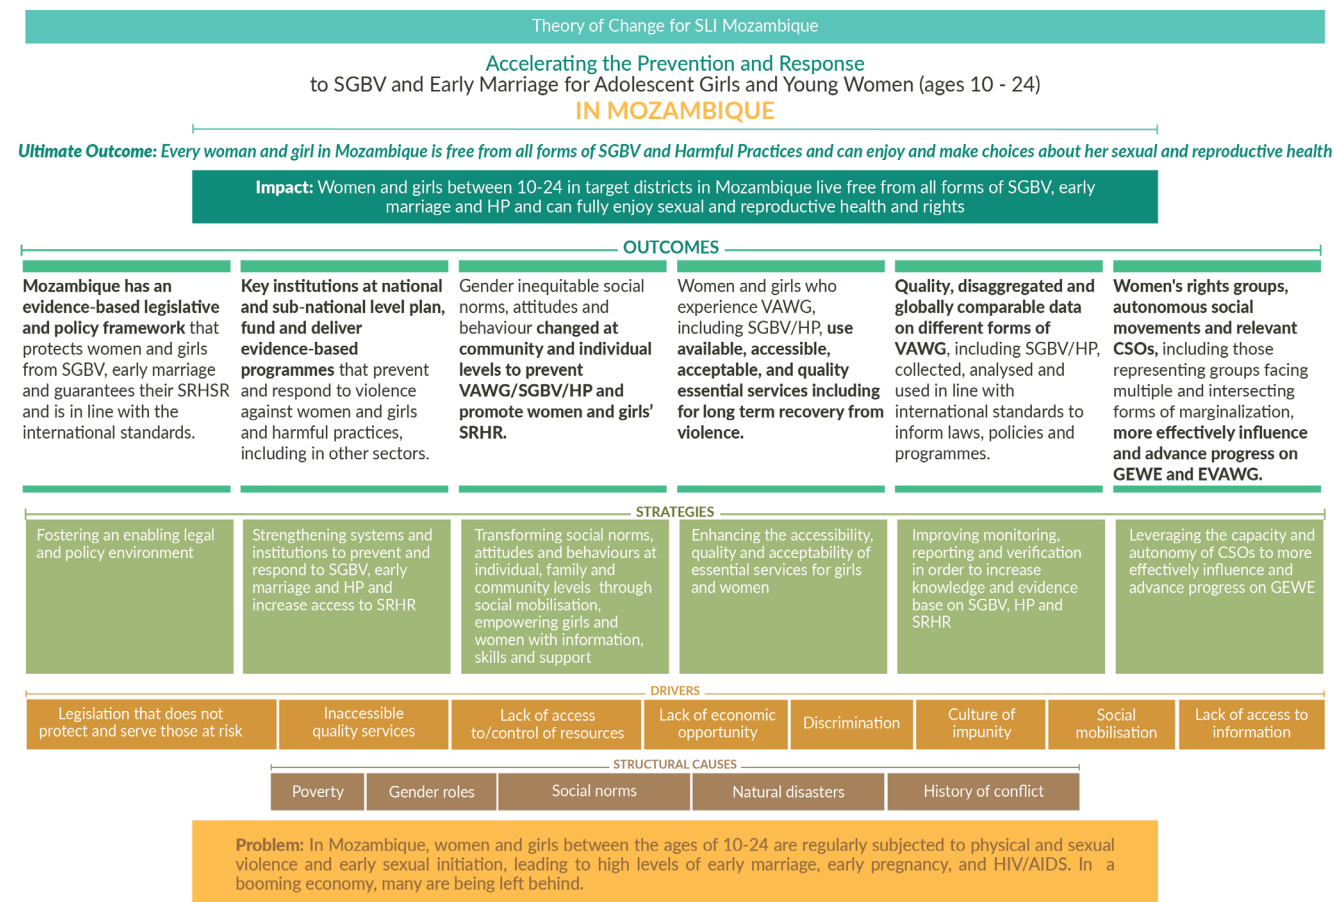 Theory of Change for SLI Mozambique
Accelerating the Prevention and Response
to SGBV and Early Marriage for Adolescent Girls and Young Women (ages 10 - 24)
IN MOZAMBIQUE
Ultimate Outcome: Every woman and girl in Mozambique is free from all forms of SGBV and Harmful Practices and can enjoy and make choices about her sexual and reproductive health
Impact: Women and girls between 10-24 in target districts in Mozambique live free from all forms of SGBV, early
marriage and HP and can fully enjoy sexual and reproductive health and rights
OUTCOMES
Mozambique has an
evidence-based legislative
and policy framework that
protects women and girls
from SGBV, early marriage
and guarantees their SRHSR
and is in line with the
international standards.
Key institutions at national
and sub-national level plan,
fund and deliver
evidence-based
programmes that prevent
and respond to violence
against women and girls
and harmful practices,
including in other sectors.
Gender inequitable social
norms, attitudes and
behaviour changed at
community and individual
levels to prevent
VAWG/SGBV/HP and
promote women and girls’
SRHR.
Women and girls who
experience VAWG,
including SGBV/HP, use
available, accessible,
acceptable, and quality
essential services including
for long term recovery from
violence.
Quality, disaggregated and
globally comparable data
on different forms of
VAWG, including SGBV/HP,
collected, analysed and
used in line with
international standards to
inform laws, policies and
programmes.
Women's rights groups,
autonomous social
movements and relevant
CSOs, including those
representing groups facing
multiple and intersecting
forms of marginalization,
more effectively influence
and advance progress on
GEWE and EVAWG.
STRATEGIES
Fostering an enabling legal
and policy environment
Strengthening systems and
institutions to prevent and
respond to SGBV, early
marriage and HP and
increase access to SRHR
Transforming social norms,
attitudes and behaviours at
individual, family and
community levels through
social mobilisation,
empowering girls and
women with information,
skills and support
Enhancing the accessibility,
quality and acceptability of
essential services for girls
and women
Improving monitoring,
reporting and verification
in order to increase
knowledge and evidence
base on SGBV, HP and
SRHR
Leveraging the capacity and
autonomy of CSOs to more
effectively influence and
advance progress on GEWE
DRIVERS
Legislation that does not
protect and serve those at risk
Inaccessible
quality services
Lack of access
to/control of resources
Lack of economic
opportunity
Discrimination
Culture of
impunity
Social
mobilisation
Lack of access to
information
STRUCTURAL CAUSES
Poverty
Gender roles
Social norms
Natural disasters
History of conflict
Problem: In Mozambique, women and girls between the ages of 10-24 are regularly subjected to physical and sexual
violence and early sexual initiation, leading to high levels of early marriage, early pregnancy, and HIV/AIDS. In a
booming economy, many are being left behind.